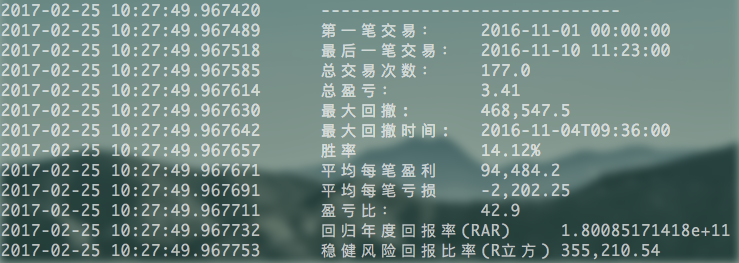 2017-02-25 10:27:49.967420 ------------------------------
2017-02-25 10:27:49.967489 第一笔交易： 2016-11-01 00:00:00
2017-02-25 10:27:49.967518 最后一笔交易： 2016-11-10 11:23:00
2017-02-25 10:27:49.967585 总交易次数： 177.0
2017-02-25 10:27:49.967614 总盈亏： 3.41
2017-02-25 10:27:49.967630 最大回撤: 468,547.5
2017-02-25 10:27:49.967642 最大回撤时间: 2016-11-04T09:36:00
2017-02-25 10:27:49.967657 胜率 14.12%
2017-02-25 10:27:49.967671 平均每笔盈利 94,484.2
2017-02-25 10:27:49.967691 平均每笔亏损 -2,202.25
2017-02-25 10:27:49.967711 盈亏比： 42.9
2017-02-25 10:27:49.967732 回归年度回报率(RAR) 1.80085171418e+11
2017-02-25 10:27:49.967753 稳健风险回报比率(R立方) 355,210.54